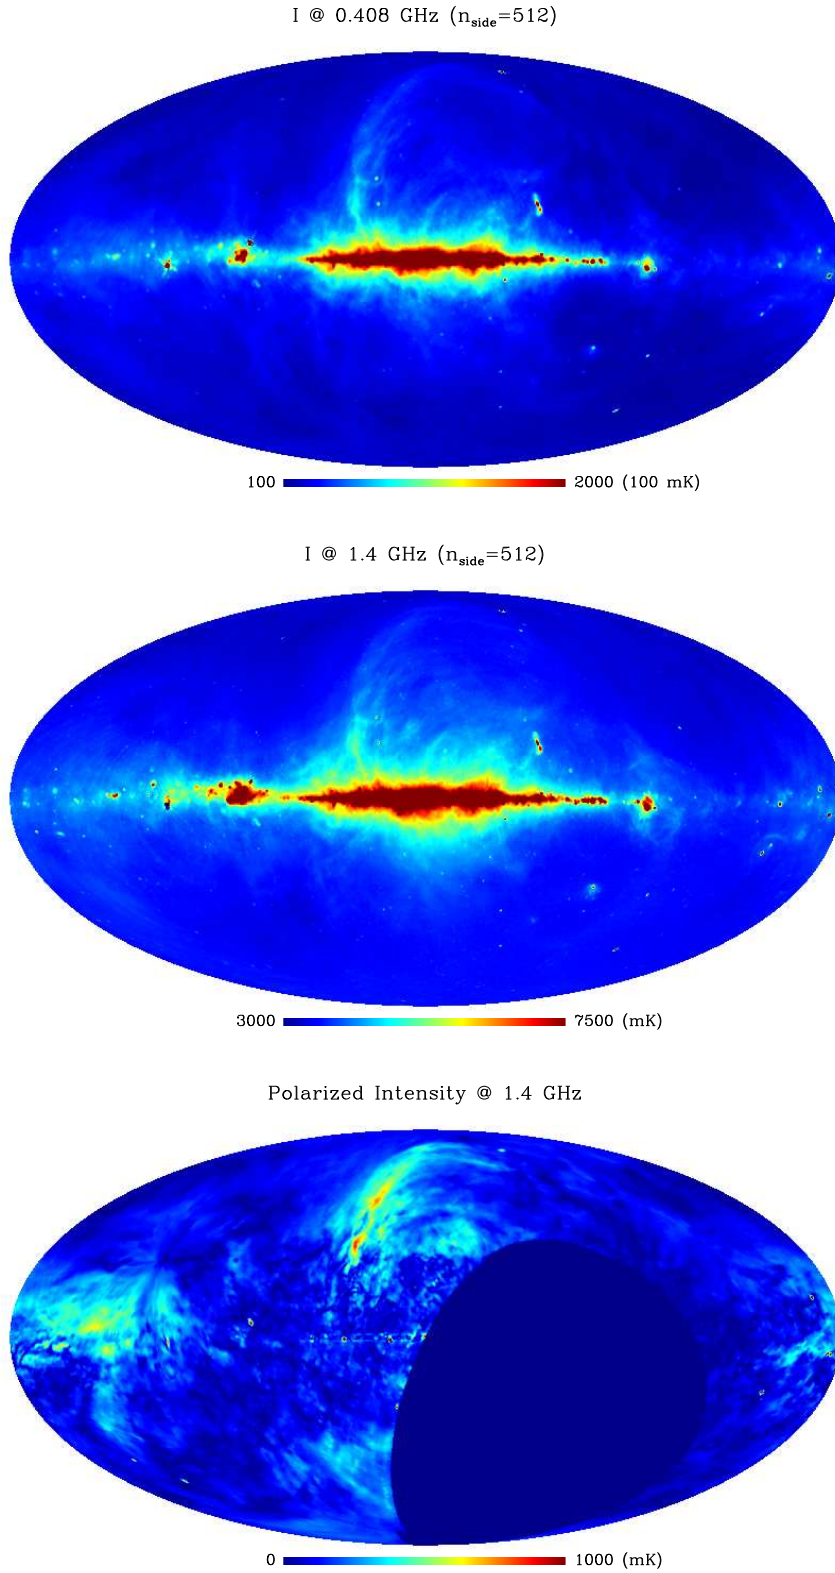 I @ 0.408 GHz (nside=512)
100 2000 (100 mK)
I @ 1.4 GHz (nside=512)
3000 7500 (mK)
Polarized Intensity @ 1.4 GHz
0 1000 (mK)